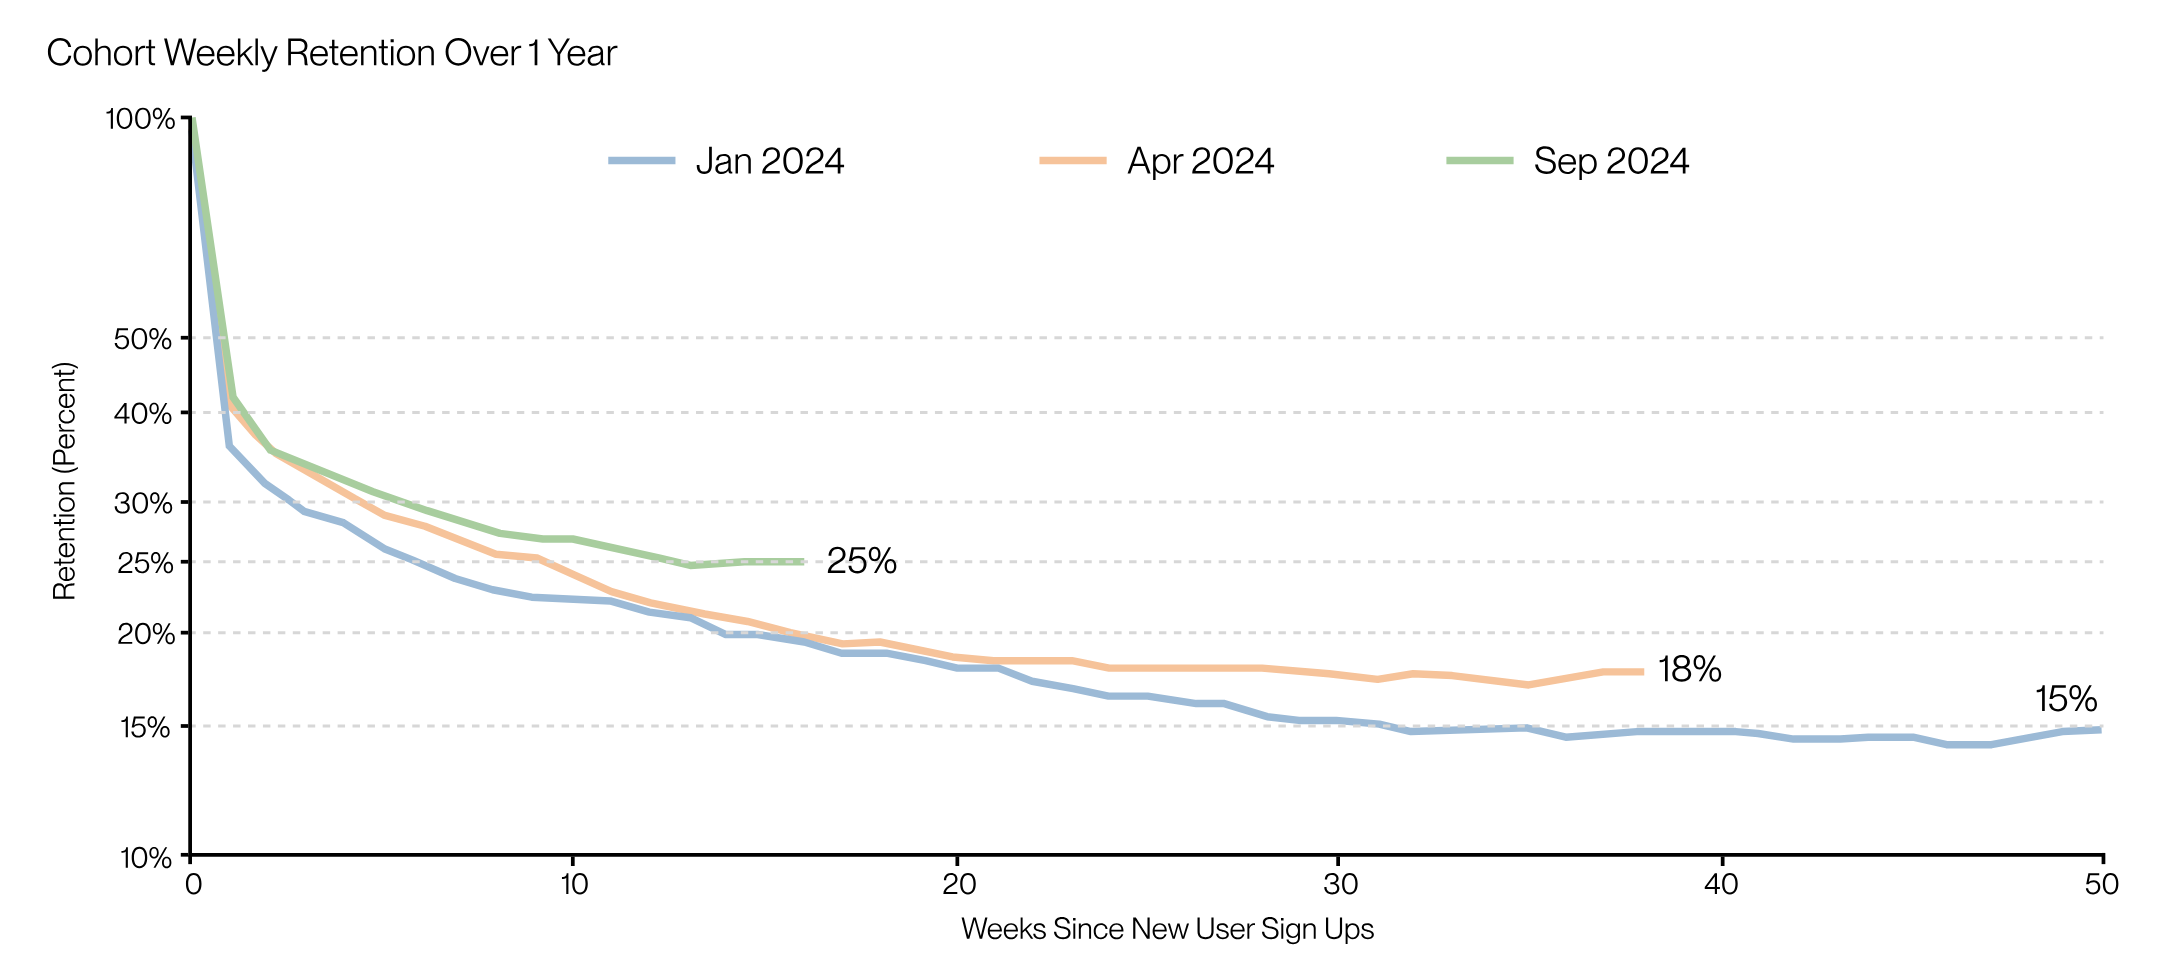 Cohort Weekly Retention Over 1 Year
100%
Jan 2024
Apr 2024
Sep 2024
50%
40%
30%
25%
20%
15%
10%
Retention (Percent)
25%
18%
15%
0
10
20
30
40
50
Weeks Since New User Sign Ups